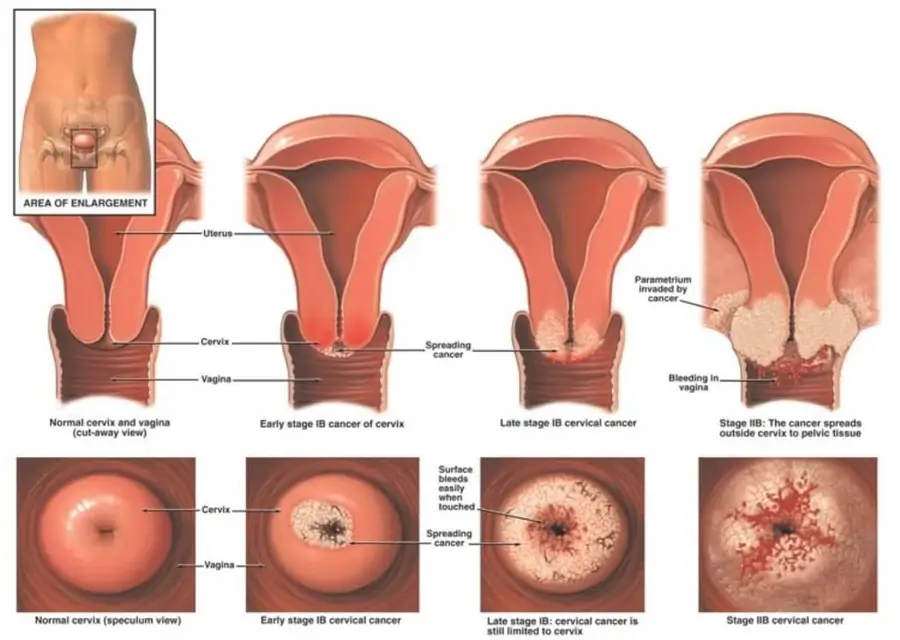 AREA OF ENLARGEMENT
Uterus
Parametrium
invaded by
cancer
Cervix
Spreading
cancer
Vagina
Bleeding in
vagina
Normal cervix and vagina
(cut-away view)
Early stage IB cancer of cervix
Late stage IB cervical cancer
Stage IIB: The cancer spreads
outside cervix to pelvic tissue
Surface
bleeds
easily
when
touched
Cervix
Spreading
cancer
Vagina
Normal cervix (speculum view)
Early stage IB cervical cancer
Late stage IB: cervical cancer is
still limited to cervix
Stage IIB cervical cancer